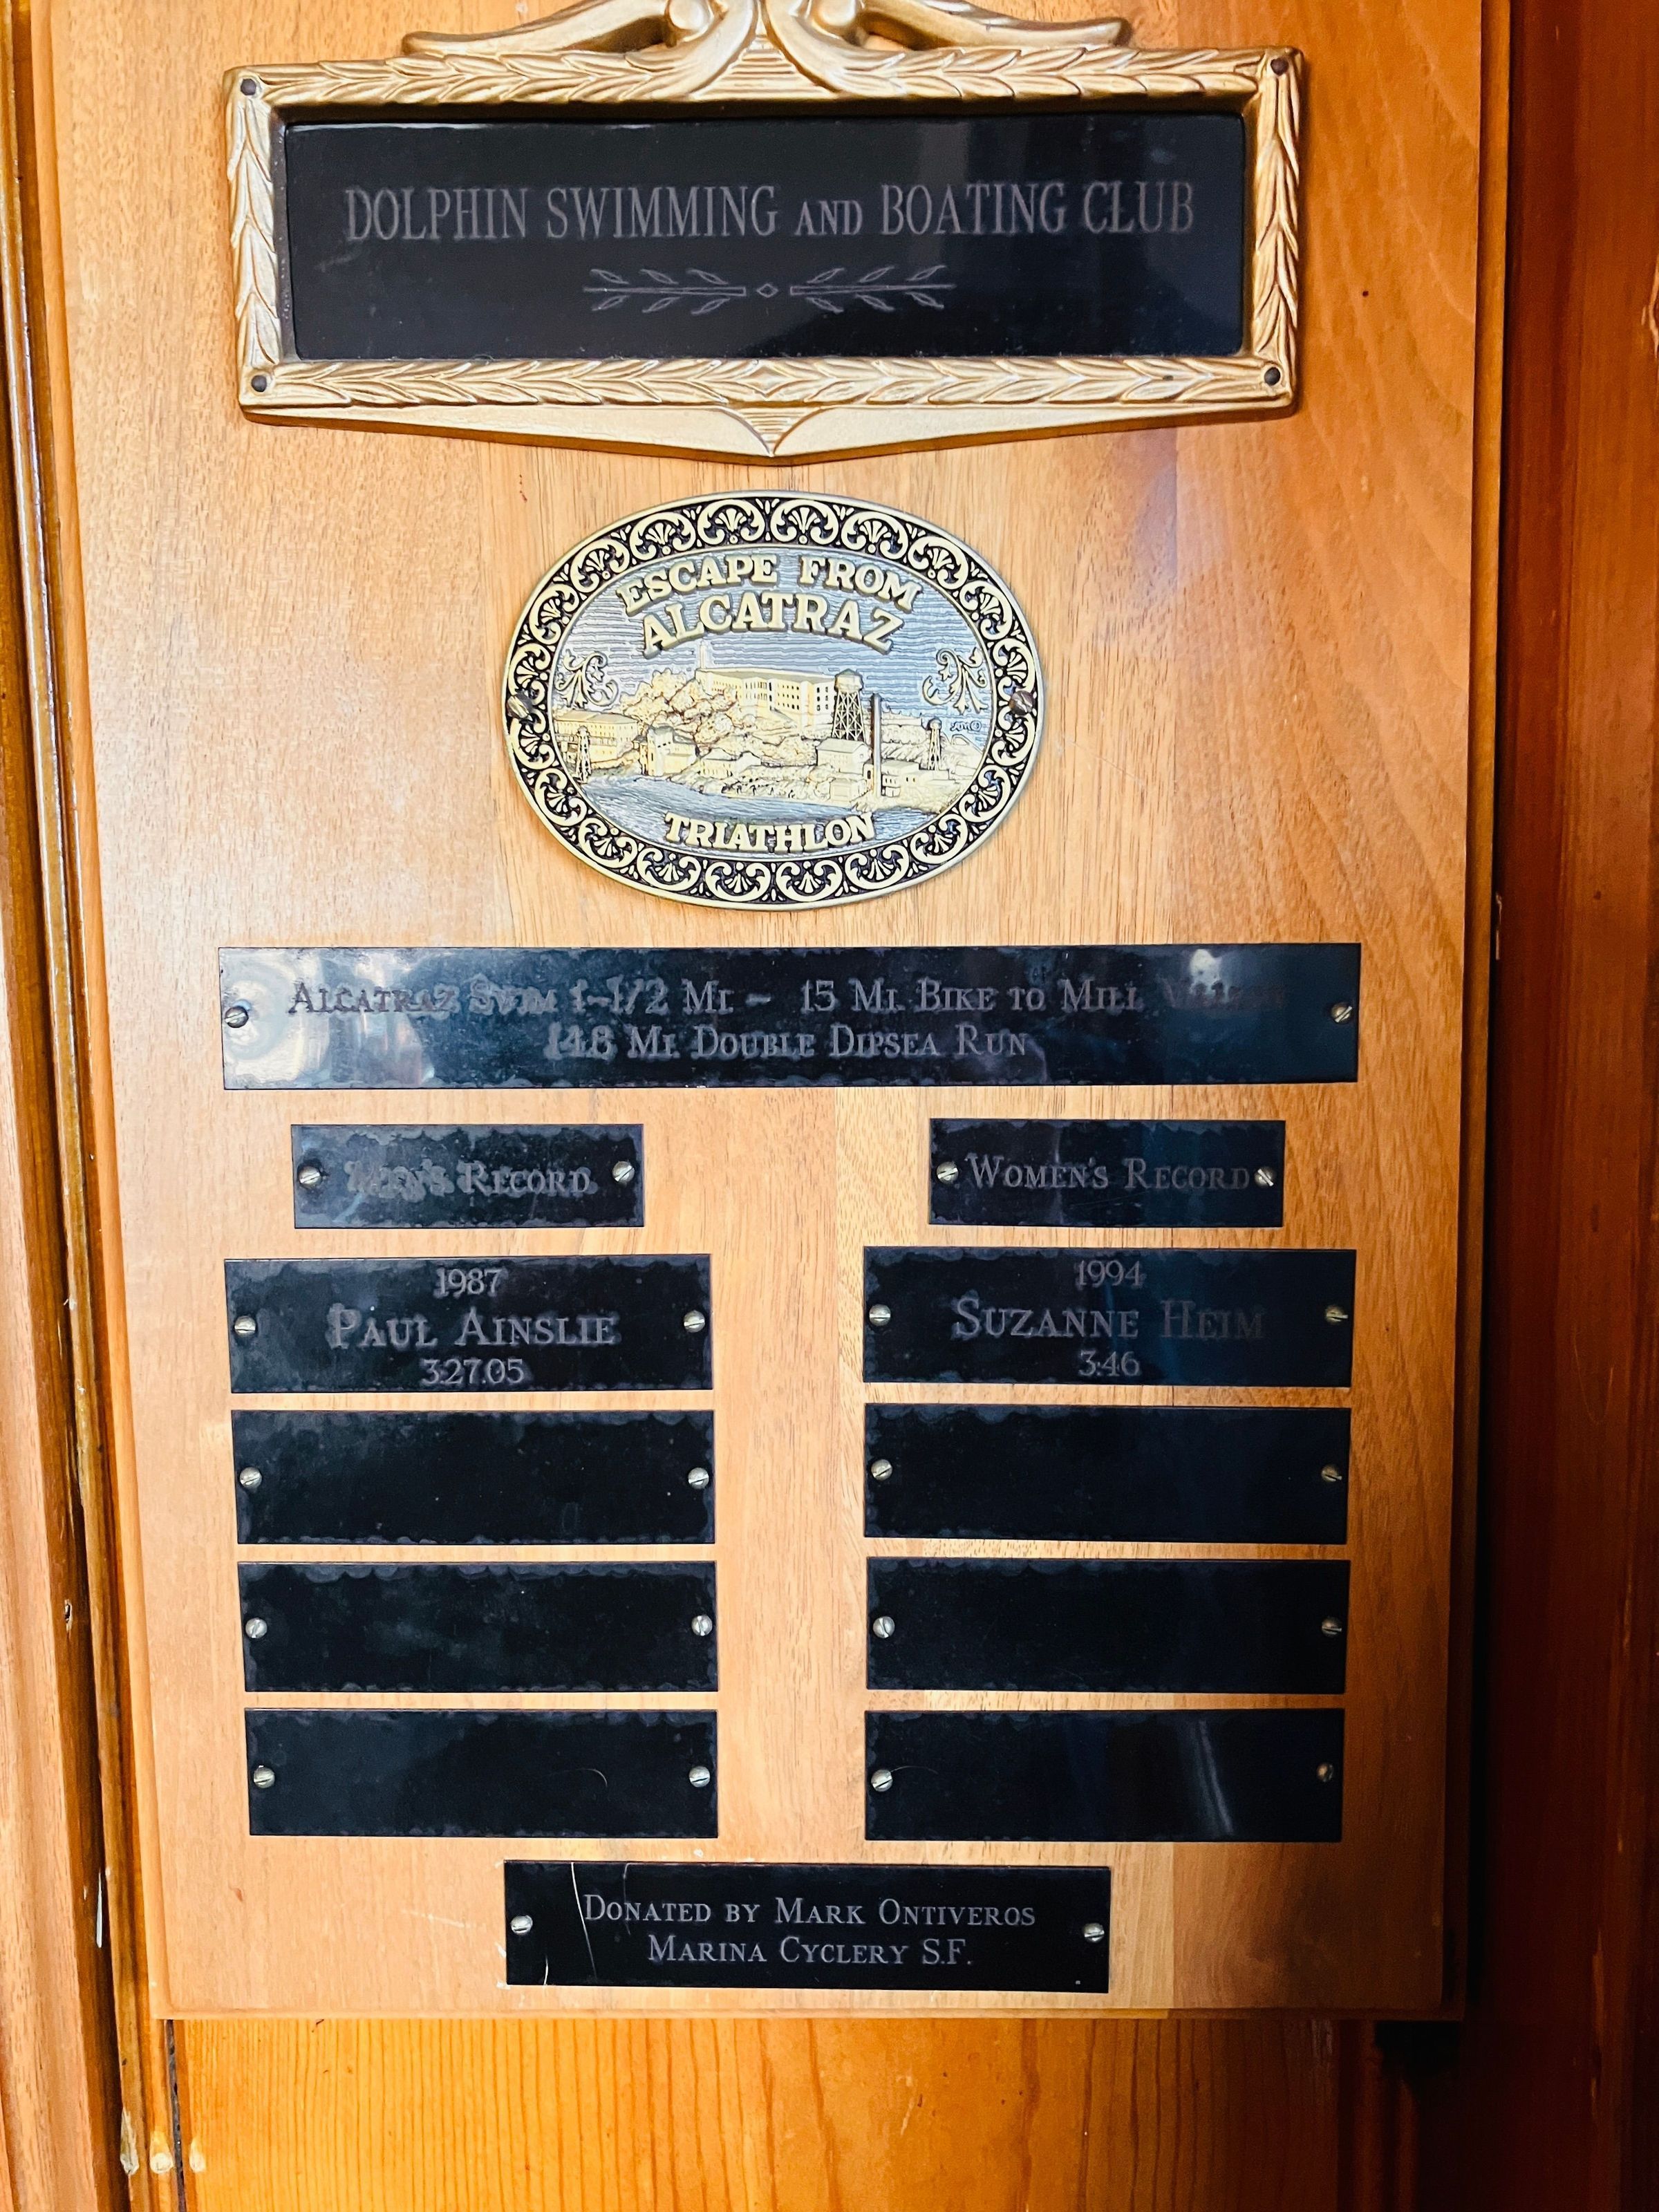 DOLPHIN SWIMMING AND BOATING CLUB
ESCAPE FROM
ALCATRAZ
TRIATHLON
ALCATRAZ SWIM 1-1/2 MI. - 15 MI. BIKE TO MILL VALLEY
14.8 MI. DOUBLE DIPSEA RUN
MEN'S RECORD
1987
PAUL AINSLIE
3:27.05
WOMEN'S RECORD
1994
SUZANNE HEIM
3:46
DONATED BY MARK ONTIVEROS
MARINA CYCLERY S.F.